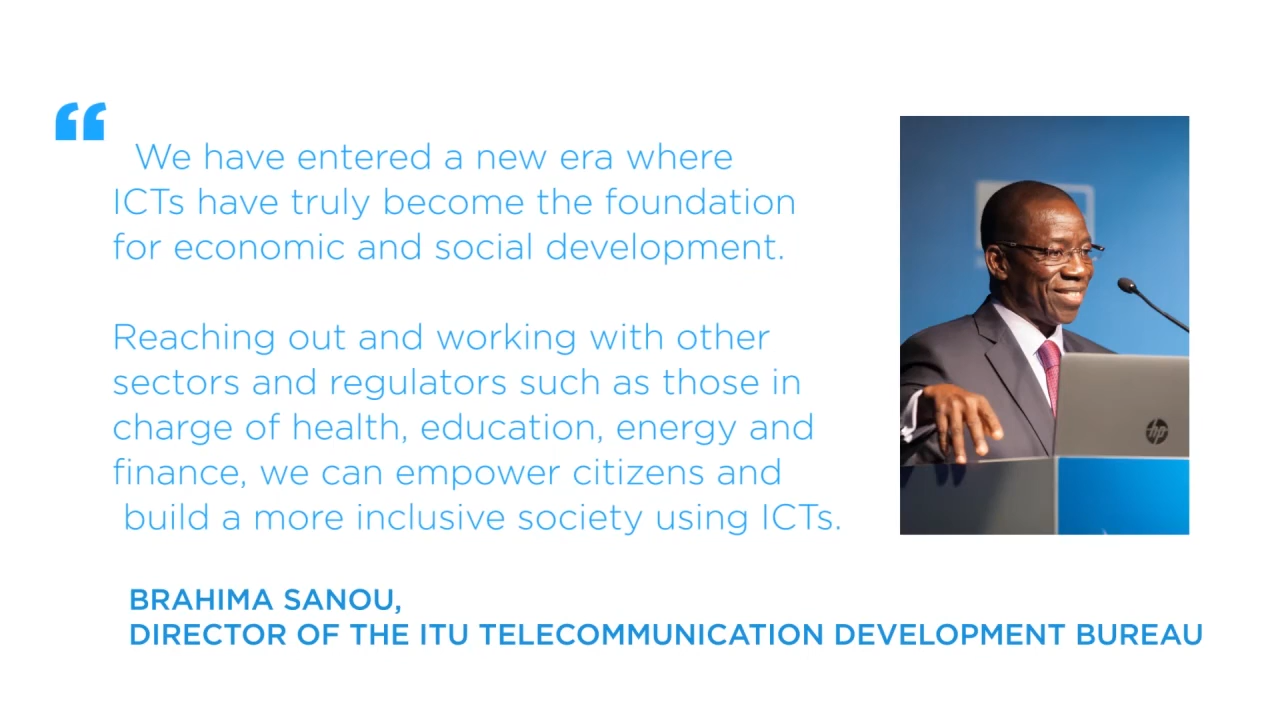 “ We have entered a new era where
ICTs have truly become the foundation
for economic and social development.
Reaching out and working with other
sectors and regulators such as those in
charge of health, education, energy and
finance, we can empower citizens and
build a more inclusive society using ICTs.
BRAHIMA SANOU,
DIRECTOR OF THE ITU TELECOMMUNICATION DEVELOPMENT BUREAU
hp